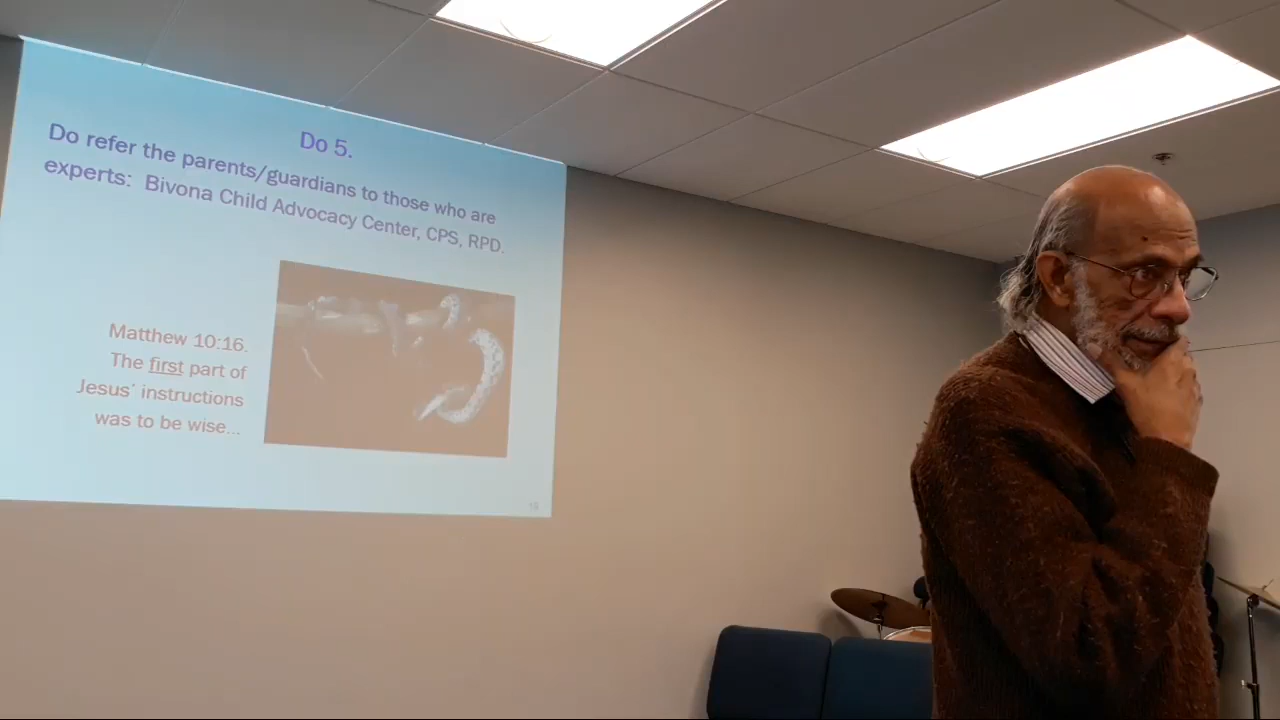 Do 5.
Do refer the parents/guardians to those who are
experts: Bivona Child Advocacy Center, CPS, RPD.
Matthew 10:16.
The first part of
Jesus' instructions
was to be wise...